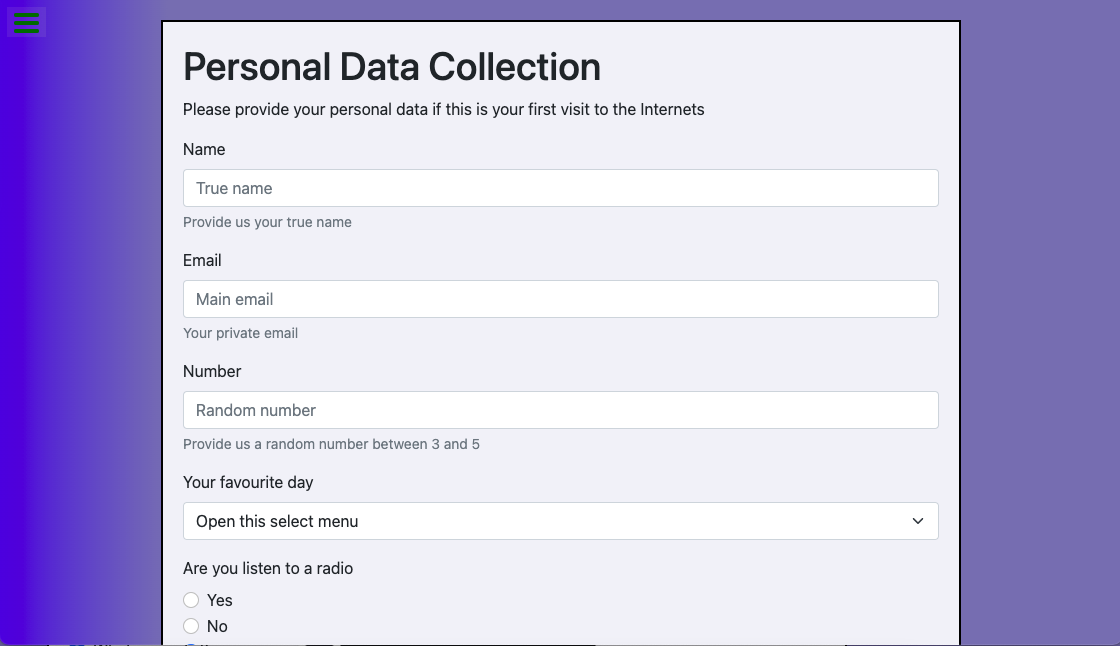 Personal Data Collection
Please provide your personal data if this is your first visit to the Internets
Name
True name
Provide us your true name
Email
Main email
Your private email
Number
Random number
Provide us a random number between 3 and 5
Your favourite day
Open this select menu
Are you listen to a radio
Yes
No